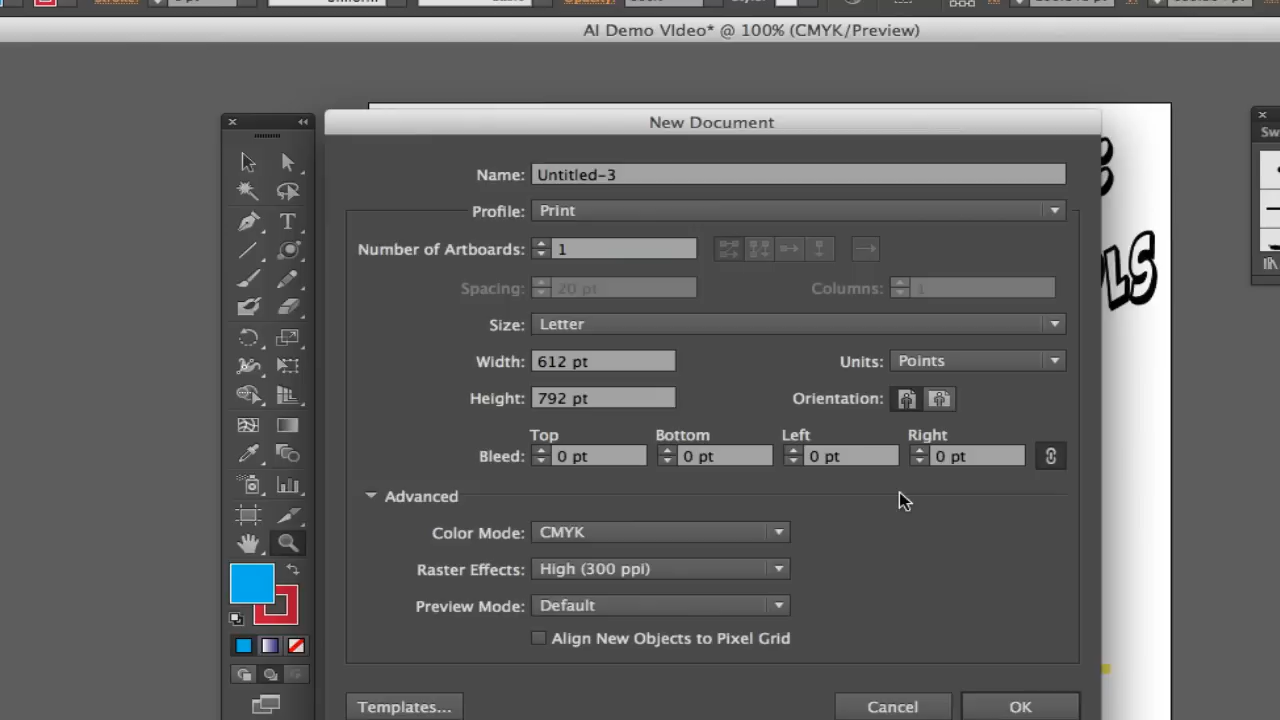 AI Demo VIdeo* @ 100% (CMYK/Preview)
New Document
Name: Untitled-3
Profile: Print
Number of Artboards: 1
Spacing: 20 pt Columns: 1
Size: Letter
Width: 612 pt Units: Points
Height: 792 pt Orientation:
Top Bottom Left Right
Bleed: 0 pt 0 pt 0 pt 0 pt
Advanced
Color Mode: CMYK
Raster Effects: High (300 ppi)
Preview Mode: Default
Align New Objects to Pixel Grid
Templates... Cancel OK